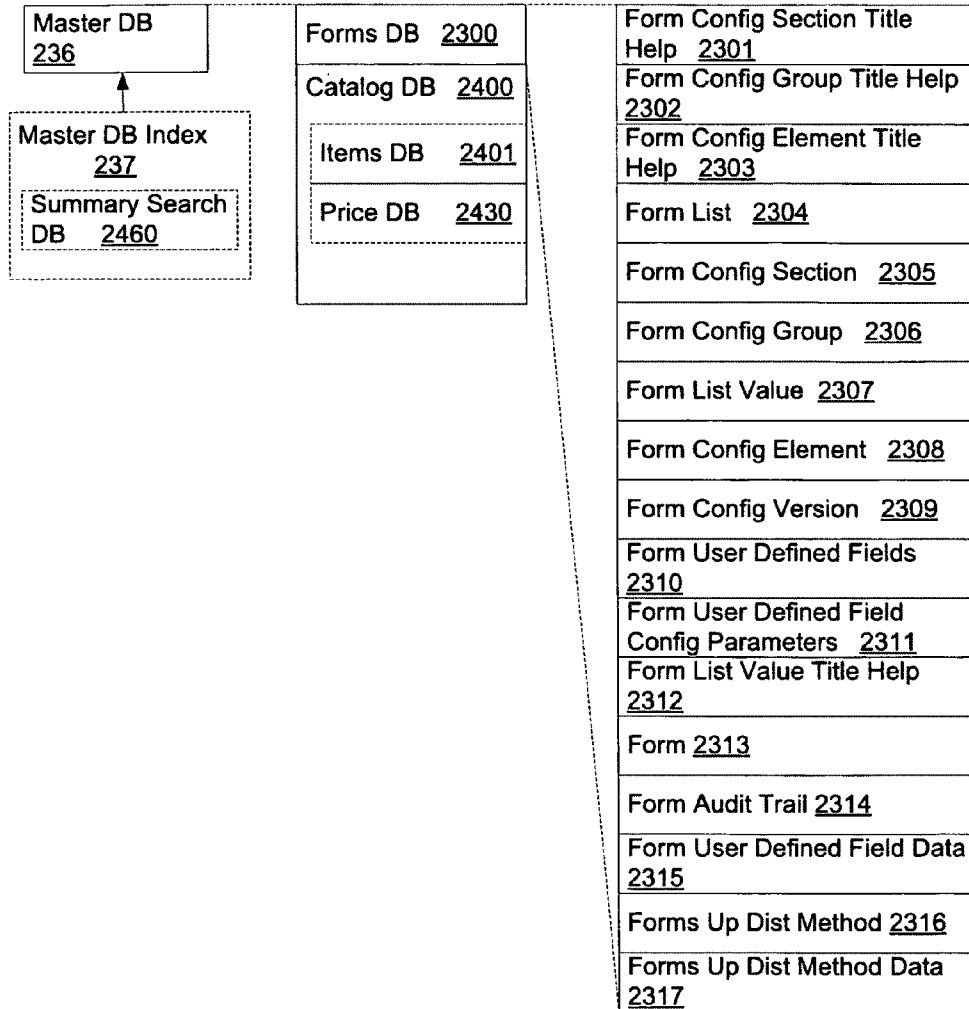 Master DB
236
Master DB Index
237
Summary Search
DB 2460
Forms DB 2300
Catalog DB 2400
Items DB 2401
Price DB 2430
Form Config Section Title
Help 2301
Form Config Group Title Help
2302
Form Config Element Title
Help 2303
Form List 2304
Form Config Section 2305
Form Config Group 2306
Form List Value 2307
Form Config Element 2308
Form Config Version 2309
Form User Defined Fields
2310
Form User Defined Field
Config Parameters 2311
Form List Value Title Help
2312
Form 2313
Form Audit Trail 2314
Form User Defined Field Data
2315
Forms Up Dist Method 2316
Forms Up Dist Method Data
2317